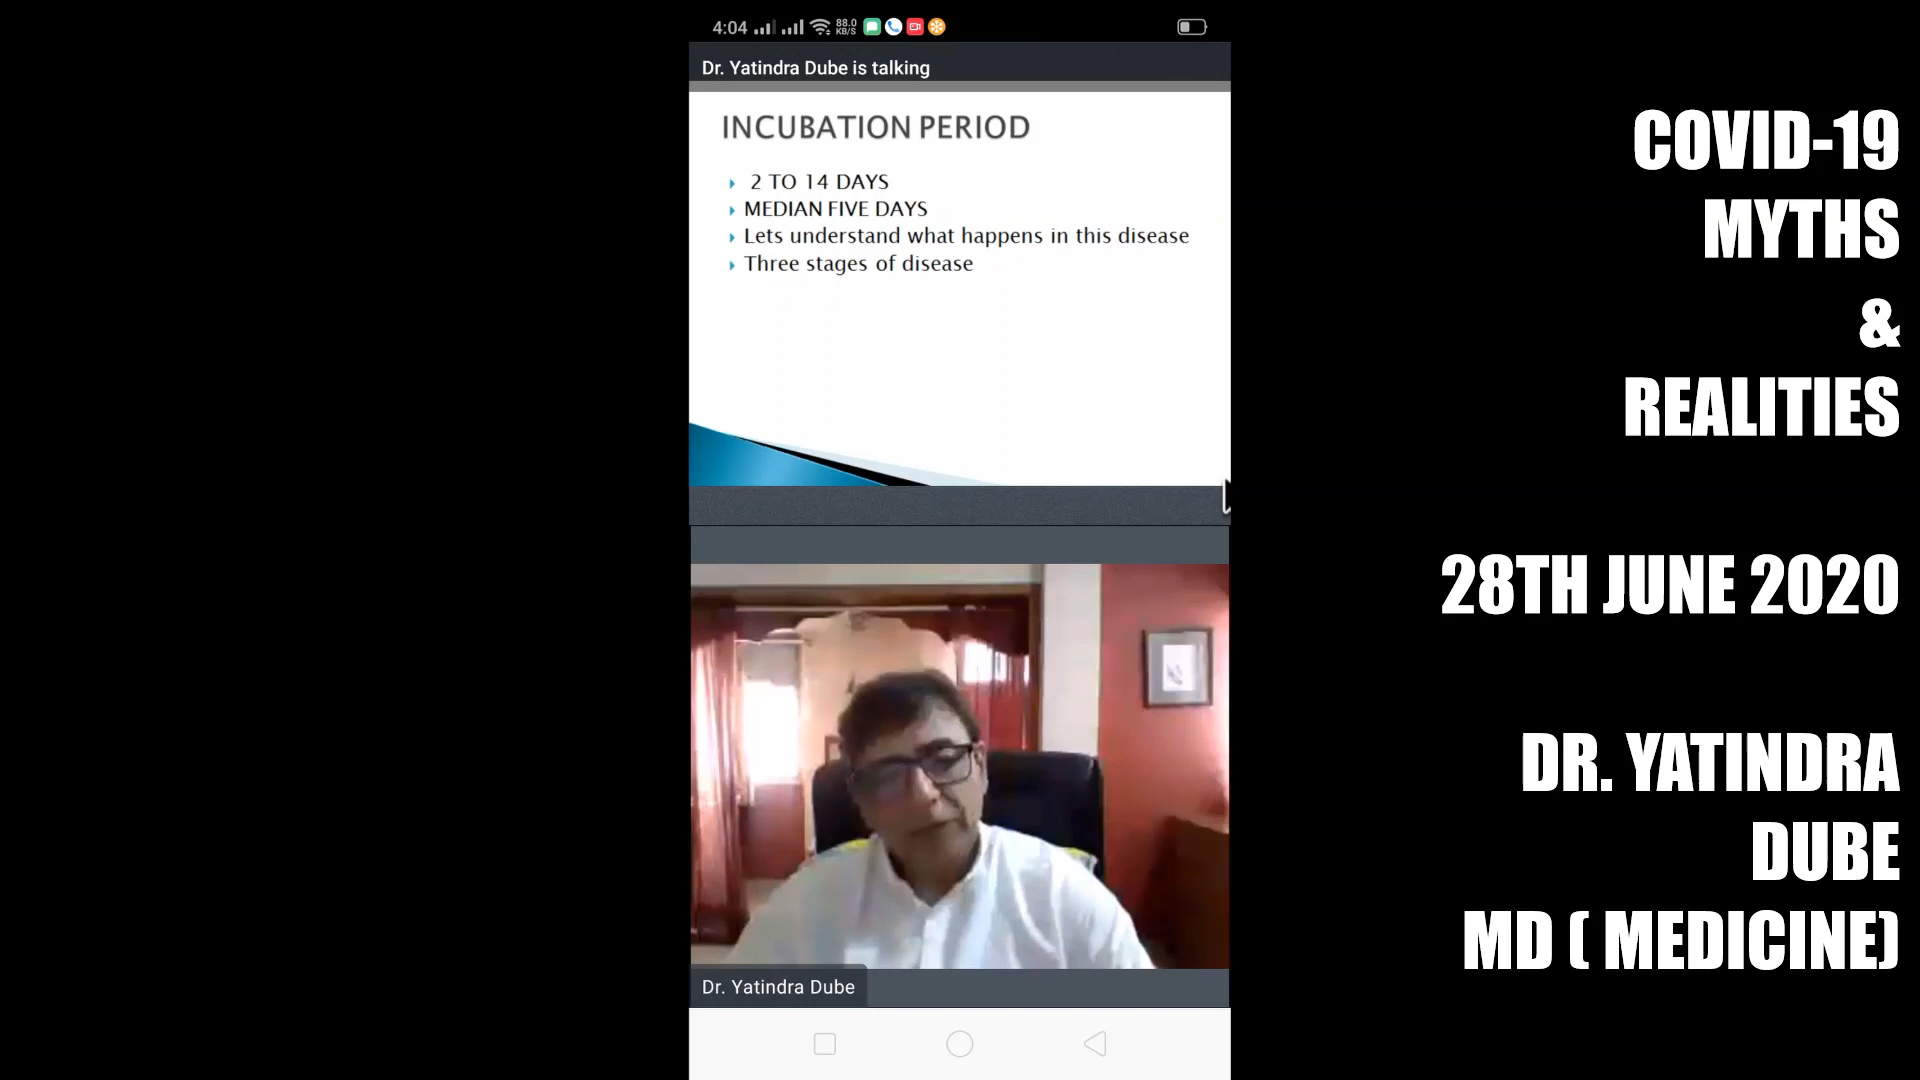 4:04
88.0
KB/S
Dr. Yatindra Dube is talking
INCUBATION PERIOD
2 TO 14 DAYS
MEDIAN FIVE DAYS
Lets understand what happens in this disease
Three stages of disease
Dr. Yatindra Dube
COVID-19
MYTHS
&
REALITIES
28TH JUNE 2020
DR. YATINDRA
DUBE
MD ( MEDICINE)